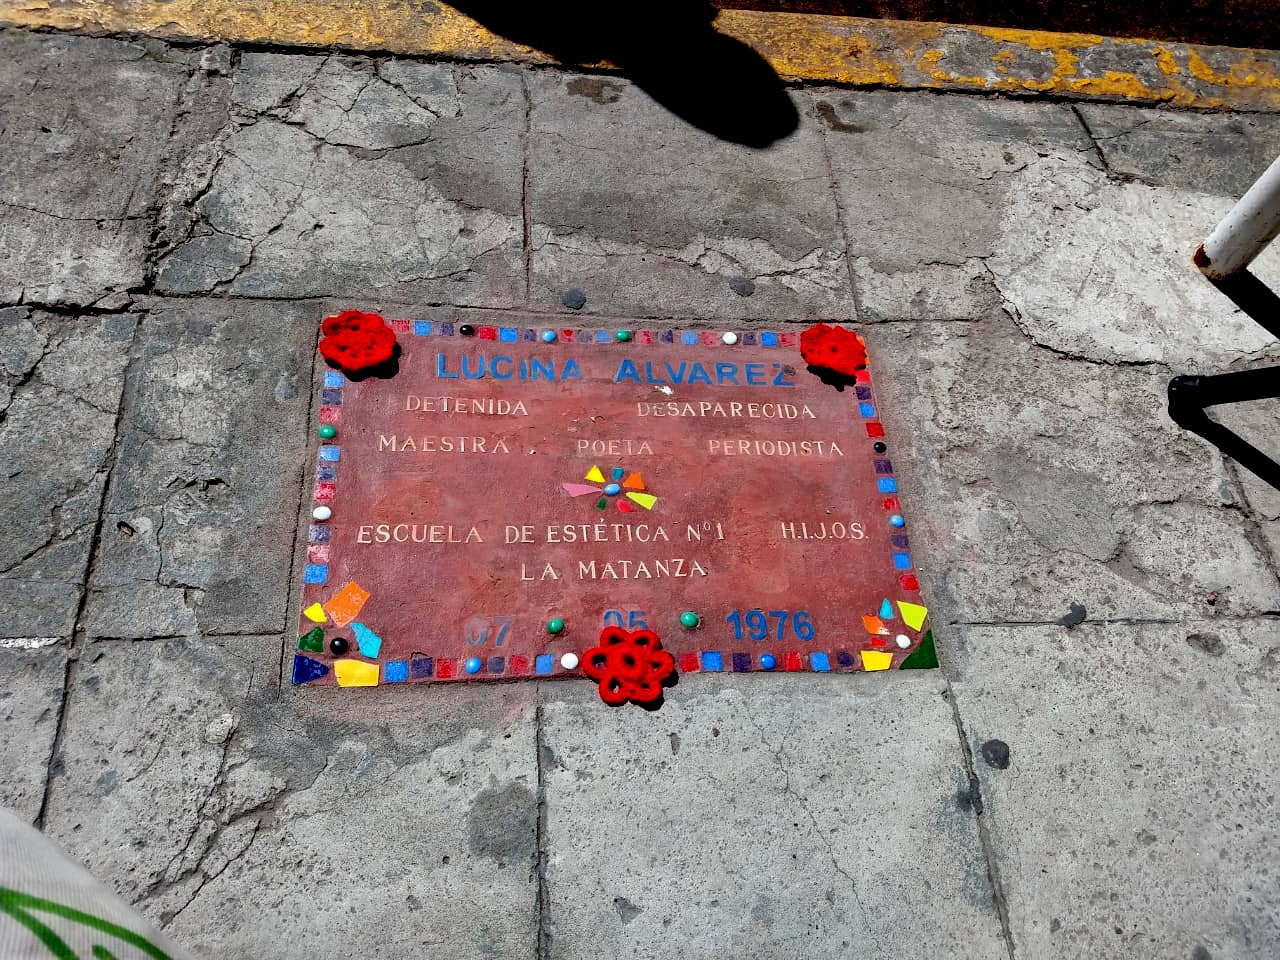 LUCINA ALVAREZ
DETENIDA DESAPARECIDA
MAESTRA . POETA PERIODISTA
ESCUELA DE ESTÉTICA Nº1 H.I.J.O.S.
LA MATANZA
07 05 1976